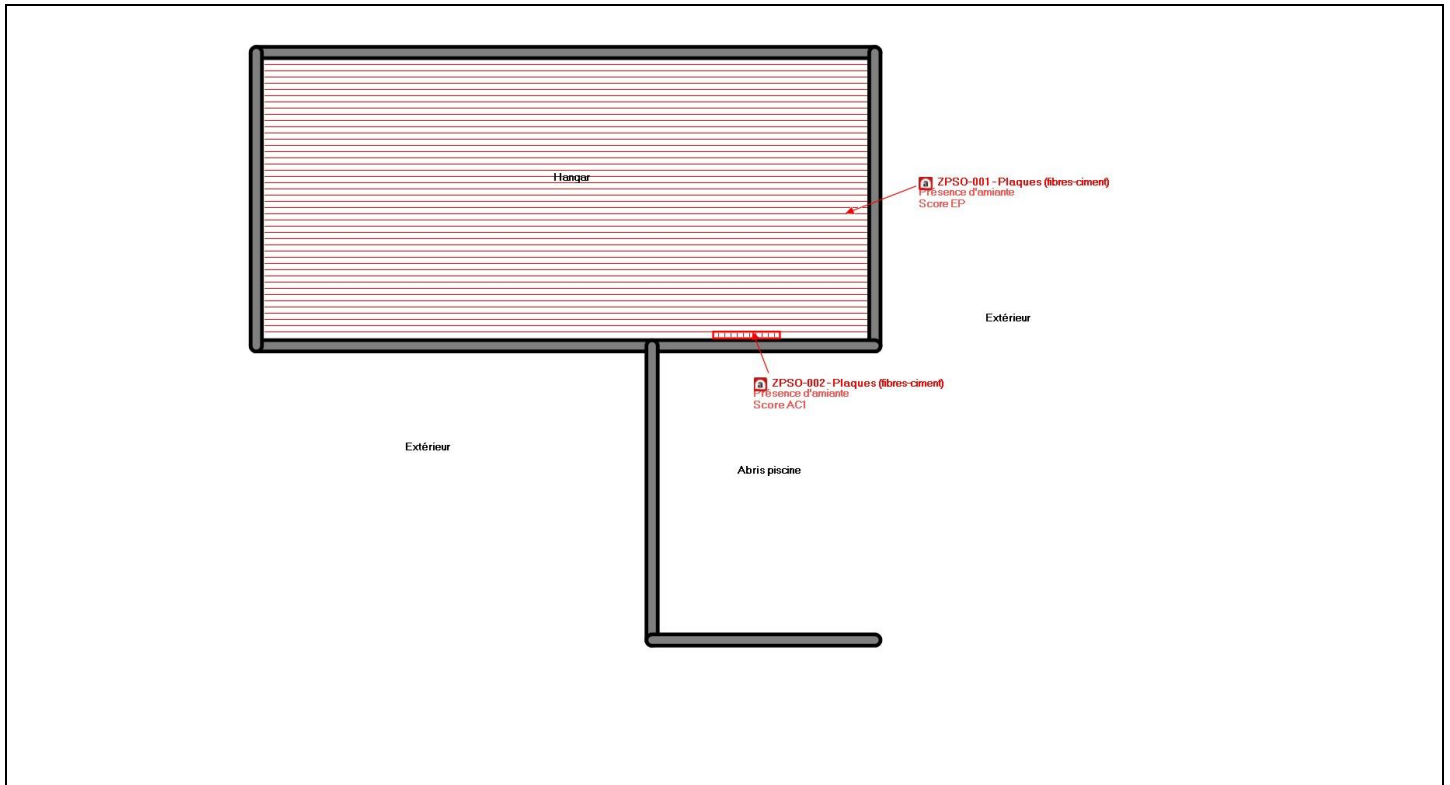 Hangar
a ZPSO-001 - Plaques (fibres-ciment)
Présence d'amiante
Score EP
Extérieur
a ZPSO-002 - Plaques (fibres-ciment)
Présence d'amiante
Score AC1
Extérieur
Abris piscine